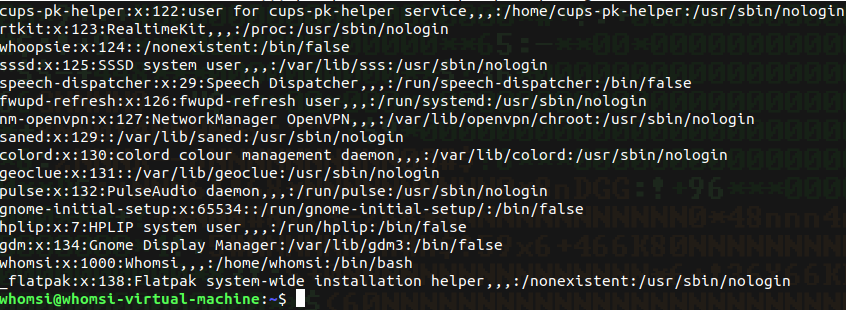 cups-pk-helper:x:122:user for cups-pk-helper service,,,:/home/cups-pk-helper:/usr/sbin/nologin
rtkit:x:123:RealtimeKit,,,:/proc:/usr/sbin/nologin
whoopsie:x:124::/nonexistent:/bin/false
sssd:x:125:SSSD system user,,,:/var/lib/sss:/usr/sbin/nologin
speech-dispatcher:x:29:Speech Dispatcher,,,:/run/speech-dispatcher:/bin/false
fwupd-refresh:x:126:fwupd-refresh user,,,:/run/systemd:/usr/sbin/nologin
nm-openvpn:x:127:NetworkManager OpenVPN,,,:/var/lib/openvpn/chroot:/usr/sbin/nologin
saned:x:129::/var/lib/saned:/usr/sbin/nologin
colord:x:130:colord colour management daemon,,,:/var/lib/colord:/usr/sbin/nologin
geoclue:x:131::/var/lib/geoclue:/usr/sbin/nologin
pulse:x:132:PulseAudio daemon,,,:/run/pulse:/usr/sbin/nologin
gnome-initial-setup:x:65534::/run/gnome-initial-setup/:/bin/false
hplip:x:7:HPLIP system user,,,:/run/hplip:/bin/false
gdm:x:134:Gnome Display Manager:/var/lib/gdm3:/bin/false
whomsi:x:1000:Whomsi,,,:/home/whomsi:/bin/bash
_flatpak:x:138:Flatpak system-wide installation helper,,,:/nonexistent:/usr/sbin/nologin
whomsi@whomsi-virtual-machine:~$